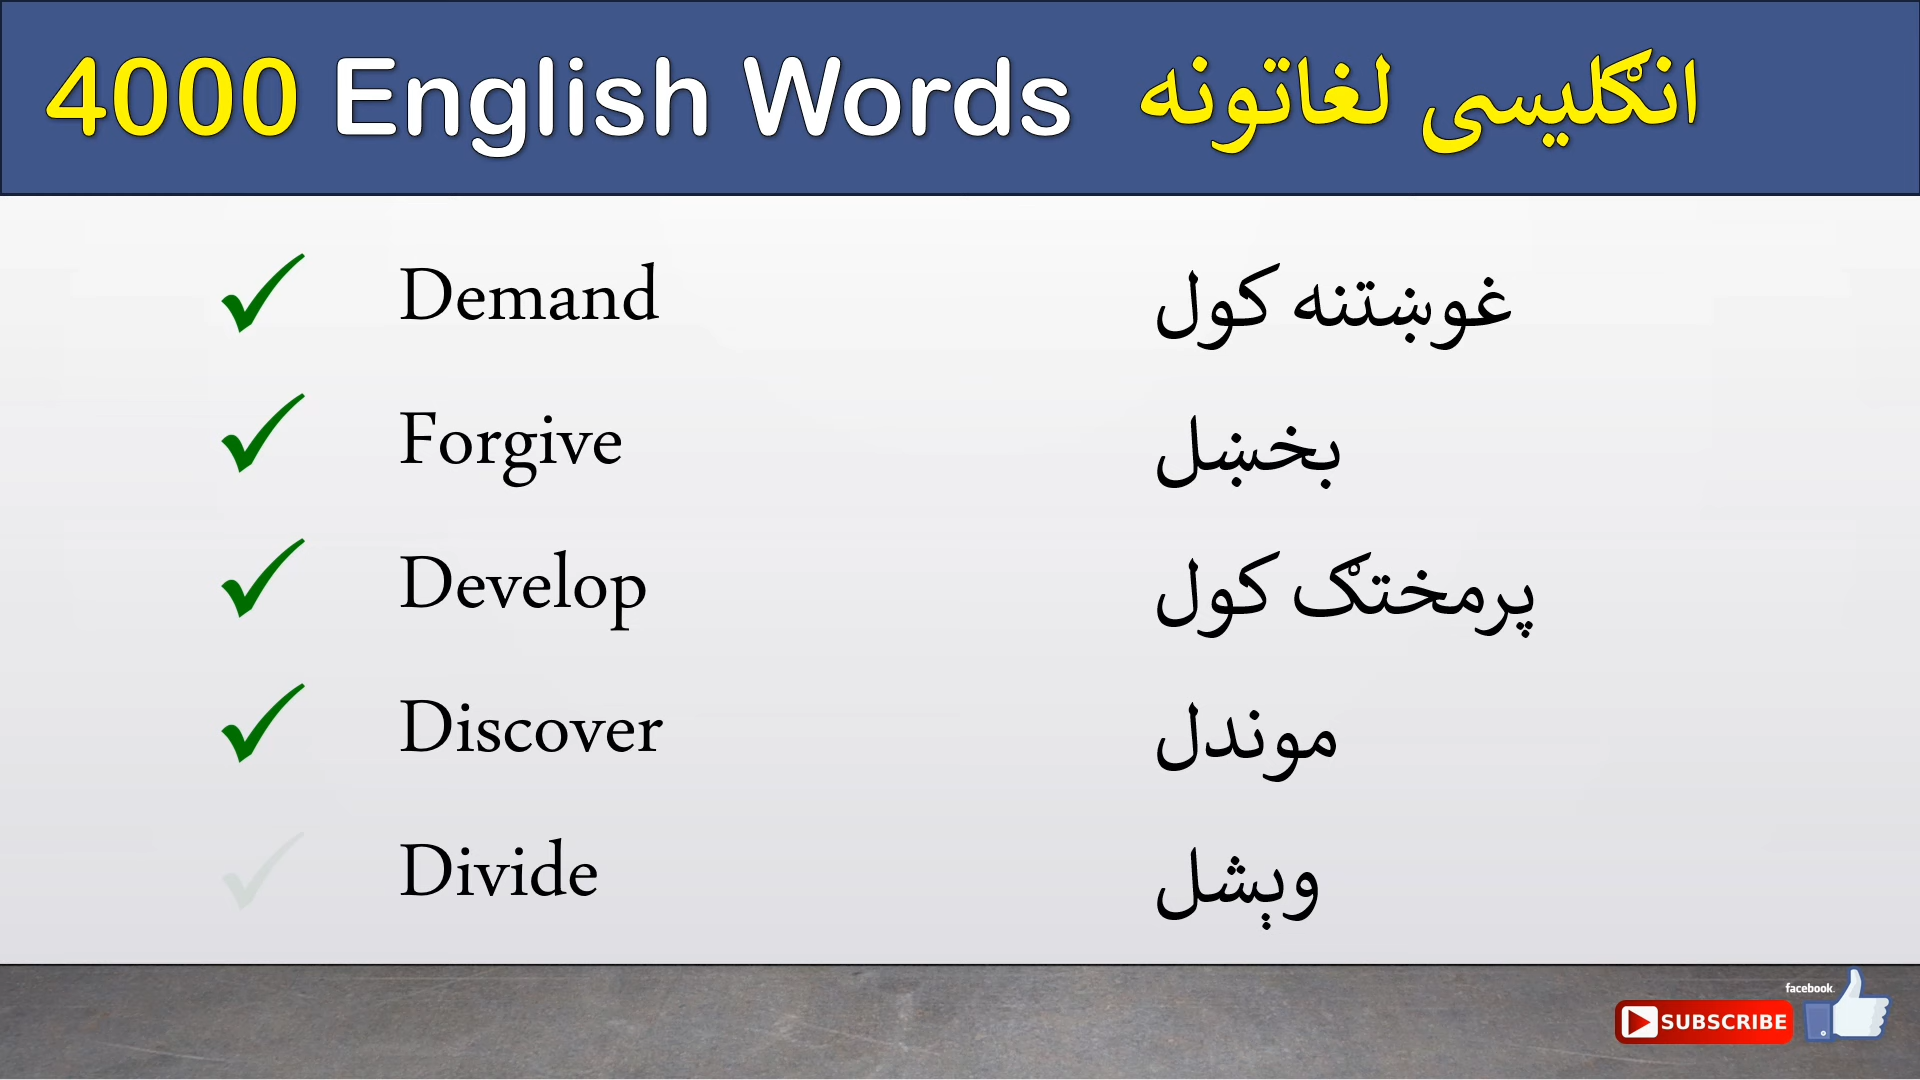 4000 English Words انګلیسی لغاتونه
Demand غوښتنه کول
Forgive بخښل
Develop پرمختګ کول
Discover موندل
Divide وېشل
facebook.
SUBSCRIBE